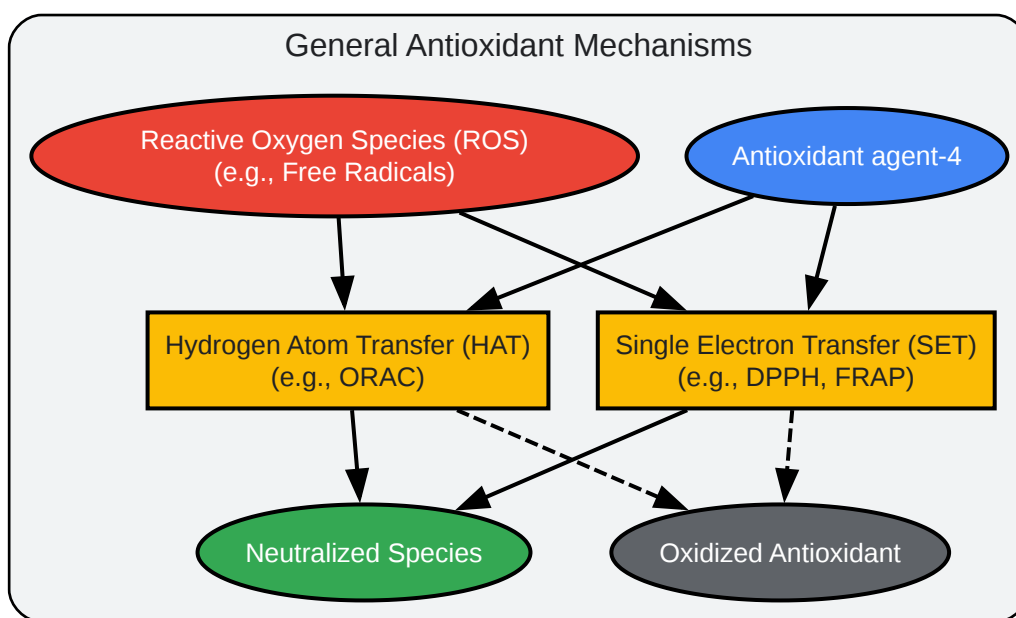 General Antioxidant Mechanisms
Reactive Oxygen Species (ROS)
(e.g., Free Radicals)
Antioxidant agent-4
Hydrogen Atom Transfer (HAT)
(e.g., ORAC)
Single Electron Transfer (SET)
(e.g., DPPH, FRAP)
Neutralized Species
Oxidized Antioxidant